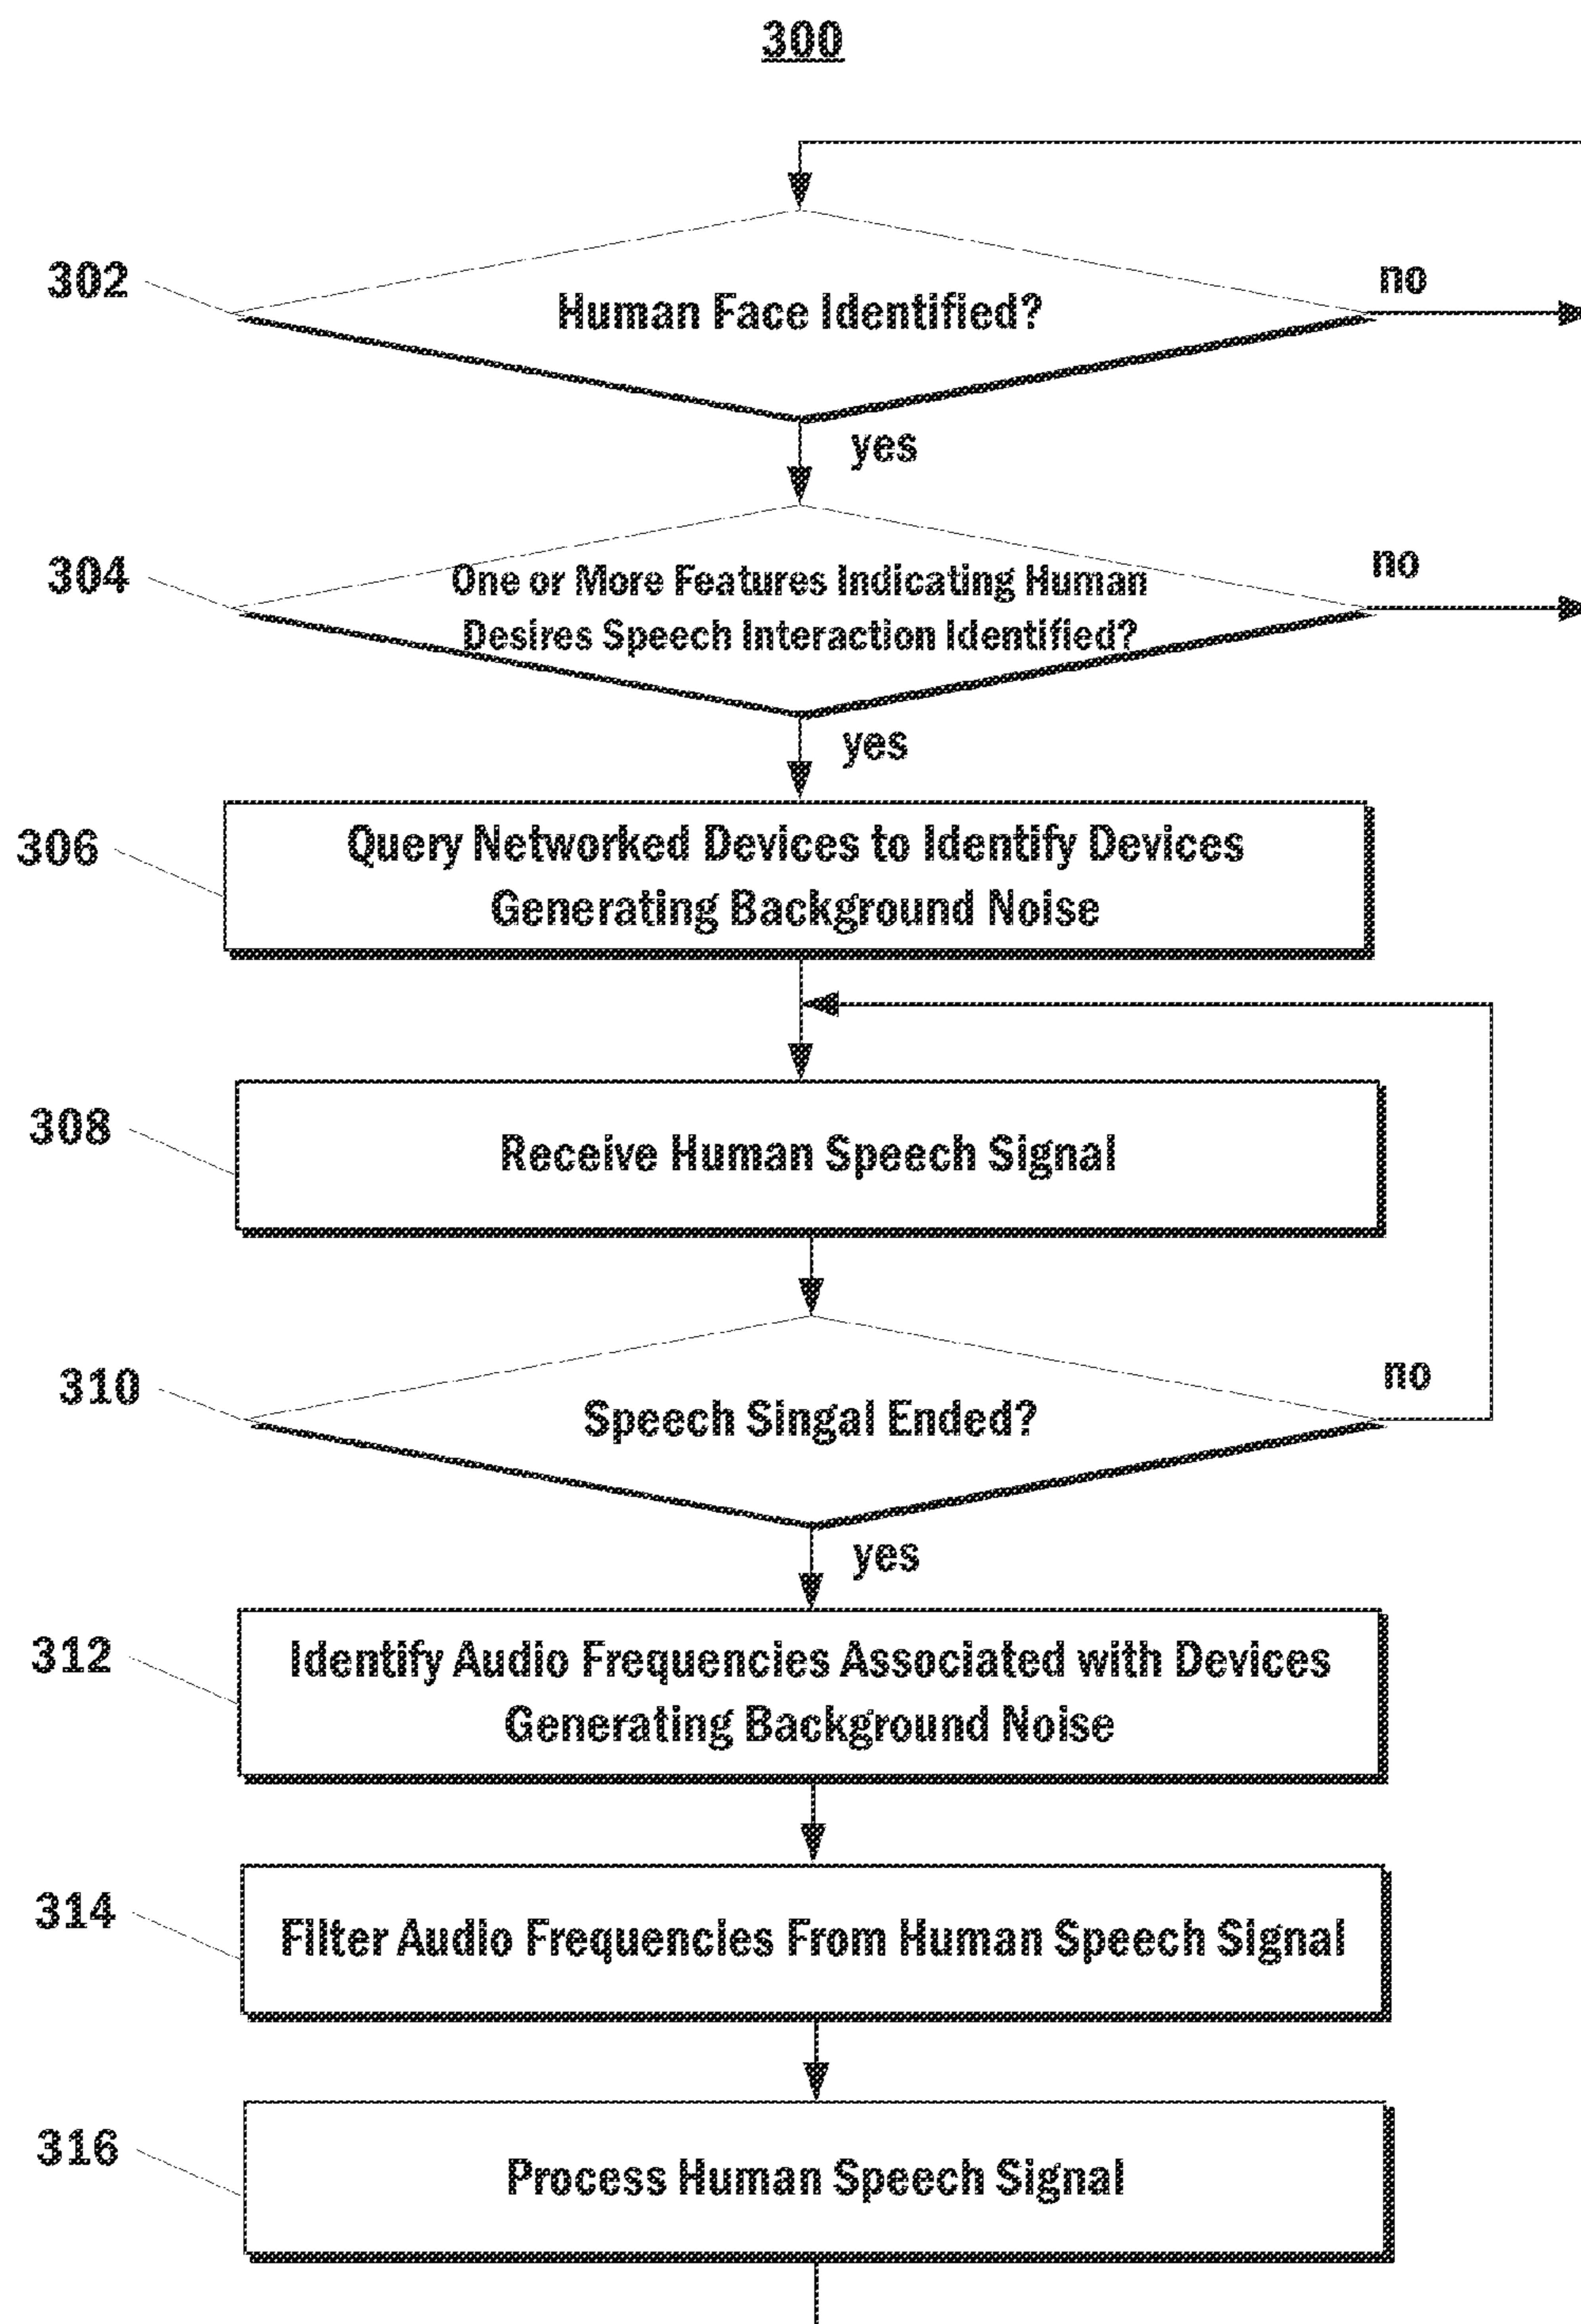 300
302
Human Face Identified?
no
yes
304
One or More Features Indicating Human
Desires Speech Interaction Identified?
no
yes
306
Query Networked Devices to Identify Devices
Generating Background Noise
308
Receive Human Speech Signal
310
Speech Singal Ended?
no
yes
312
Identify Audio Frequencies Associated with Devices
Generating Background Noise
314
Filter Audio Frequencies From Human Speech Signal
316
Process Human Speech Signal